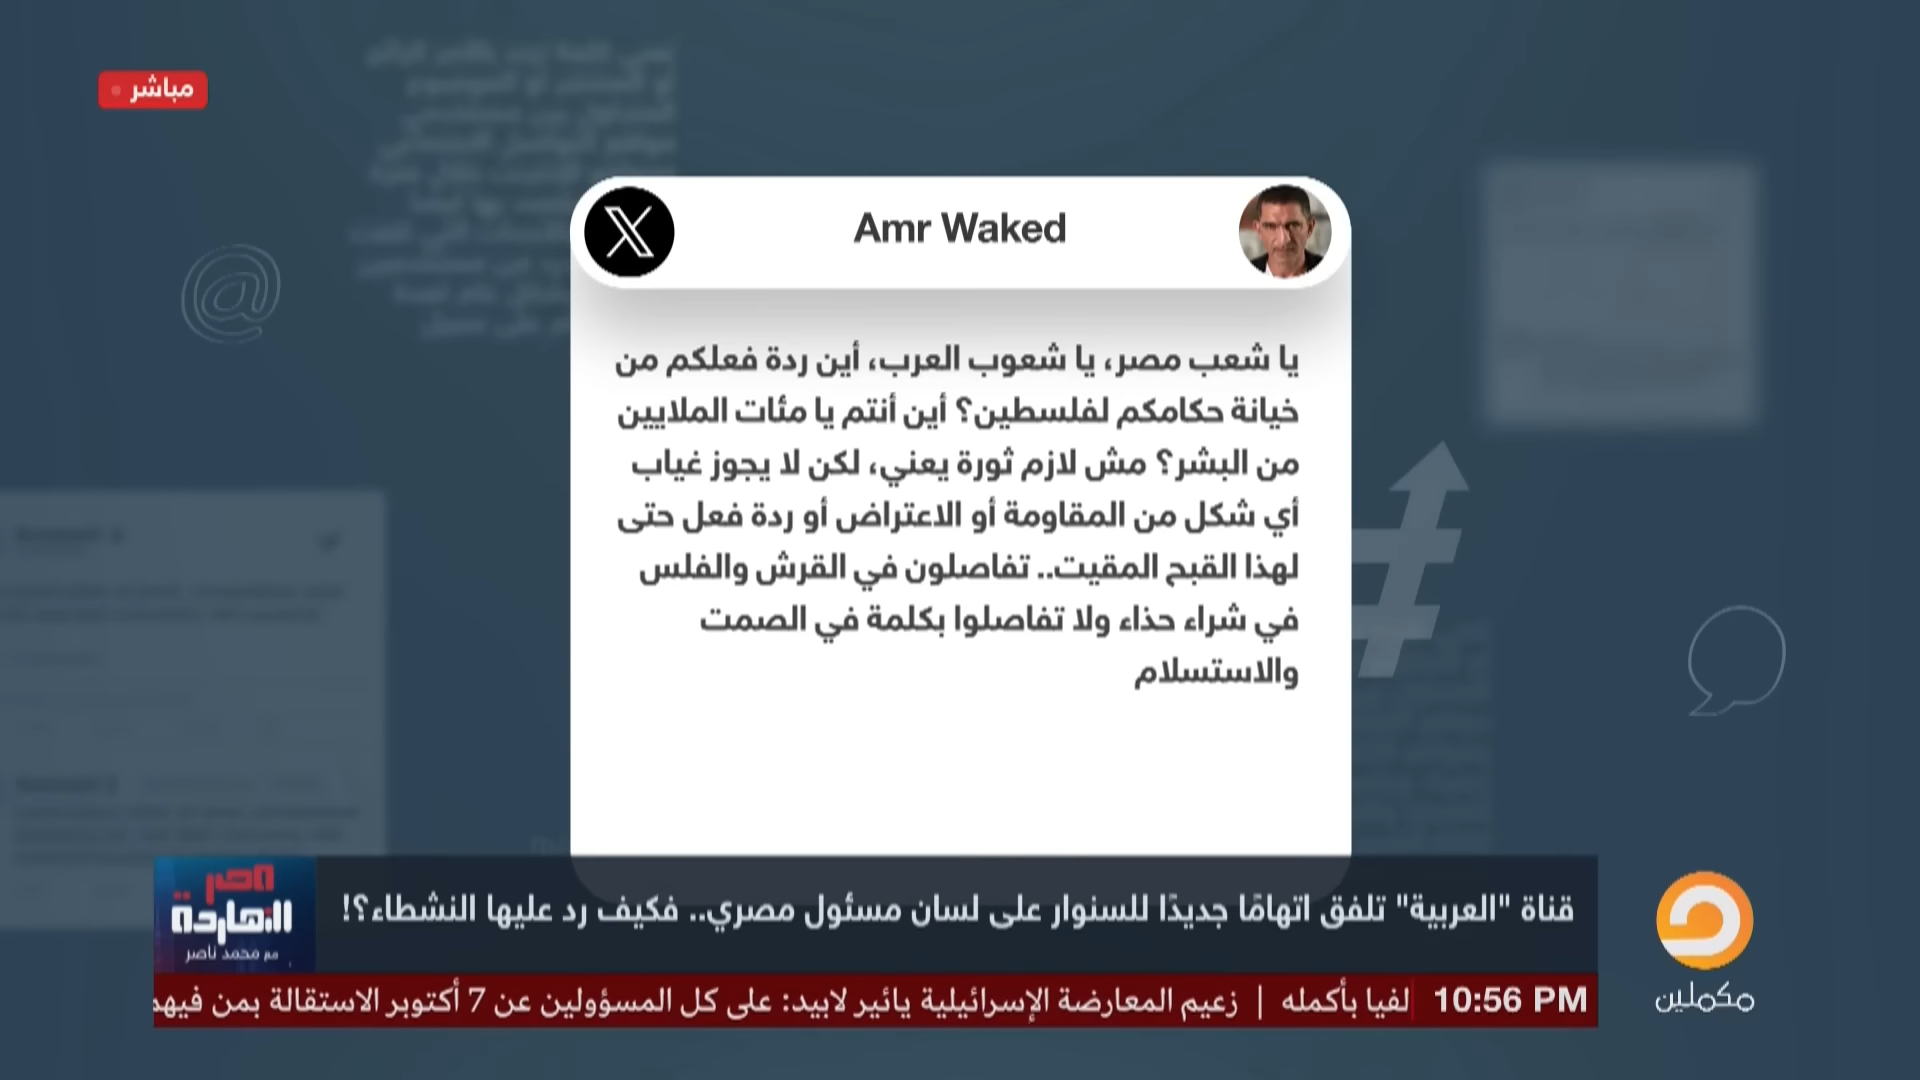 مباشر
Amr Waked
يا شعب مصر، يا شعوب العرب، أين ردة فعلكم من
خيانة حكامكم لفلسطين؟ أين أنتم يا مئات الملايين
من البشر؟ مش لازم ثورة يعني، لكن لا يجوز غياب
أي شكل من المقاومة أو الاعتراض أو ردة فعل حتى
لهذا القبح المقيت.. تفاصلون في القرش والفلس
في شراء حذاء ولا تفاصلوا بكلمة في الصمت
والاستسلام
قناة "العربية" تلفق اتهامًا جديدًا للسنوار على لسان مسئول مصري.. فكيف رد عليها النشطاء؟!
مصر
النهاردة
مع محمد ناصر
10:56 PM
لفيا بأكمله | زعيم المعارضة الإسرائيلية يائير لابيد: على كل المسؤولين عن 7 أكتوبر الاستقالة بمن فيهم
مكملين